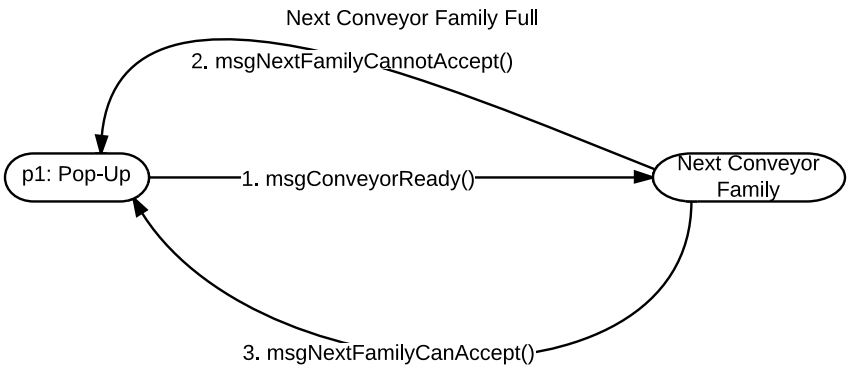 Next Conveyor Family Full
2. msgNextFamilyCannotAccept()
p1: Pop-Up
1. msgConveyorReady()
Next Conveyor
Family
3. msgNextFamilyCanAccept()